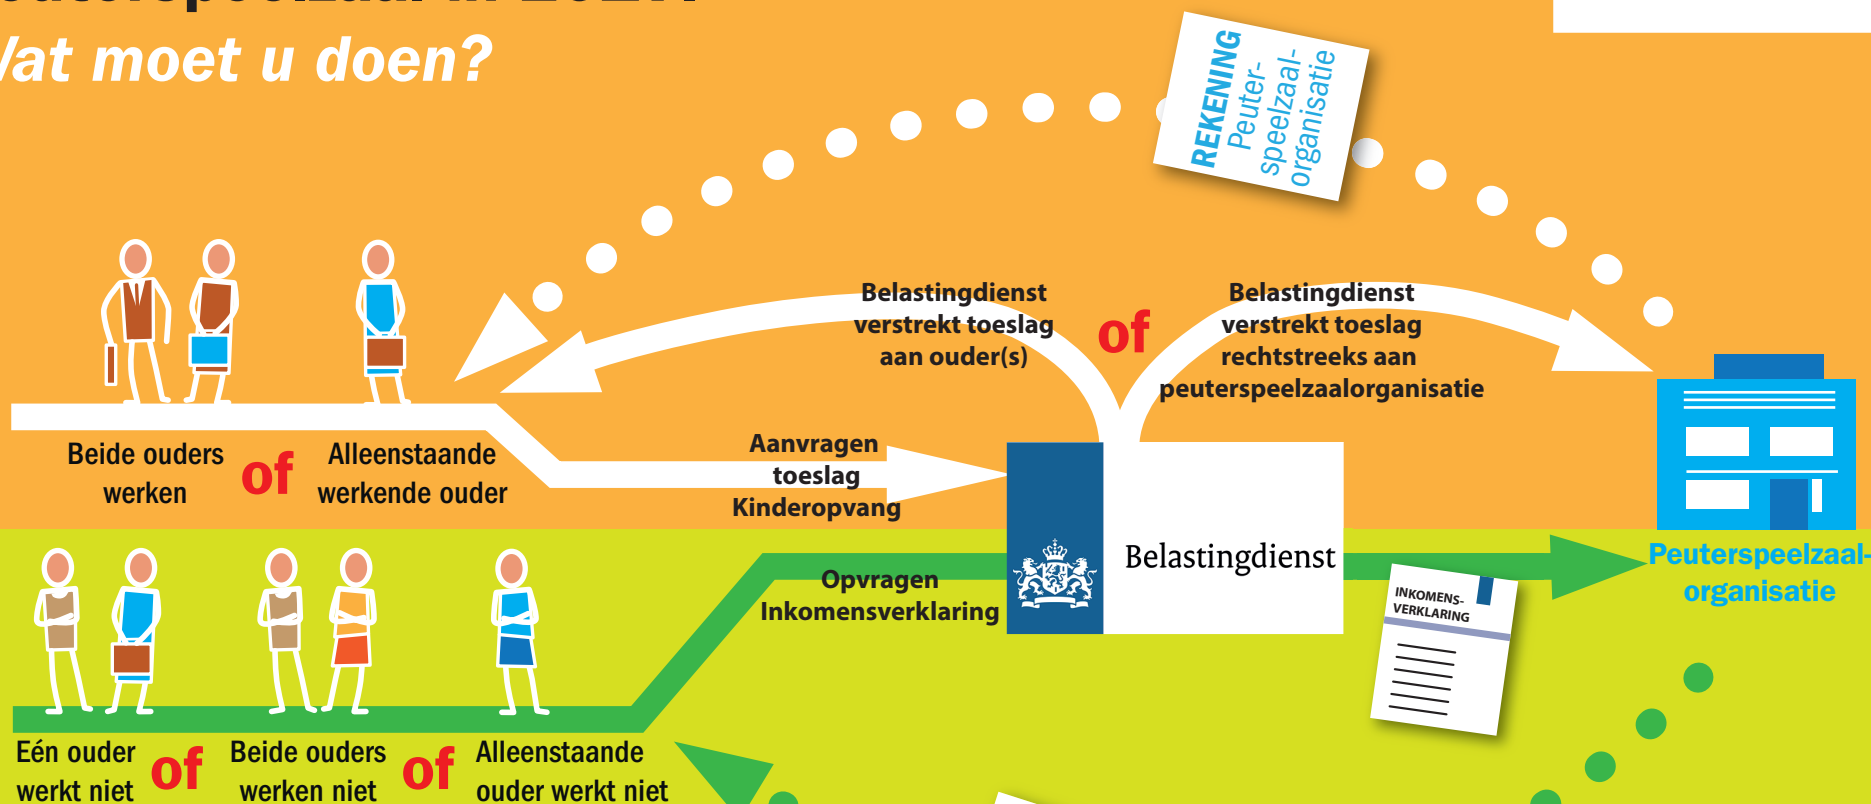 Wat moet u doen?
REKENING
Peuter-
speelzaal-
organisatie
Belastingdienst
verstrekt toeslag
aan ouder(s)
of
Belastingdienst
verstrekt toeslag
rechtstreeks aan
peuterspeelzaalorganisatie
Beide ouders
werken
of
Alleenstaande
werkende ouder
Aanvragen
toeslag
Kinderopvang
Belastingdienst
Peuterspeelzaal-
organisatie
Opvragen
Inkomensverklaring
INKOMENS-
VERKLARING
Eén ouder
werkt niet
of
Beide ouders
werken niet
of
Alleenstaande
ouder werkt niet